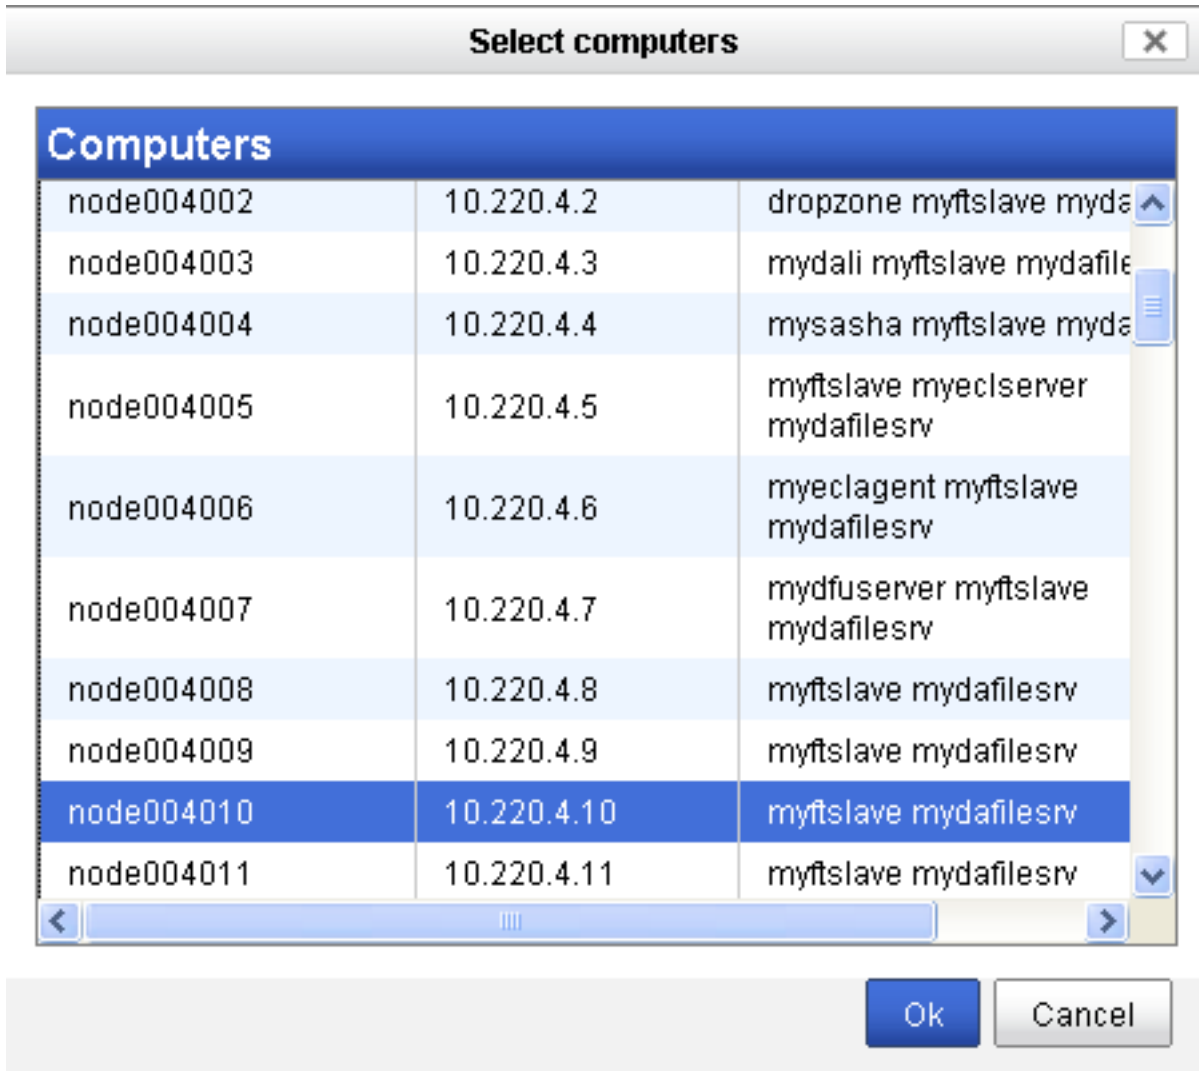 Select computers
Computers
node004002 10.220.4.2 dropzone myftslave myda
node004003 10.220.4.3 mydali myftslave mydafile
node004004 10.220.4.4 mysasha myftslave myda
node004005 10.220.4.5 myftslave myeclserver
mydafilesrv
node004006 10.220.4.6 myeclagent myftslave
mydafilesrv
node004007 10.220.4.7 mydfuserver myftslave
mydafilesrv
node004008 10.220.4.8 myftslave mydafilesrv
node004009 10.220.4.9 myftslave mydafilesrv
node004010 10.220.4.10 myftslave mydafilesrv
node004011 10.220.4.11 myftslave mydafilesrv
Ok Cancel